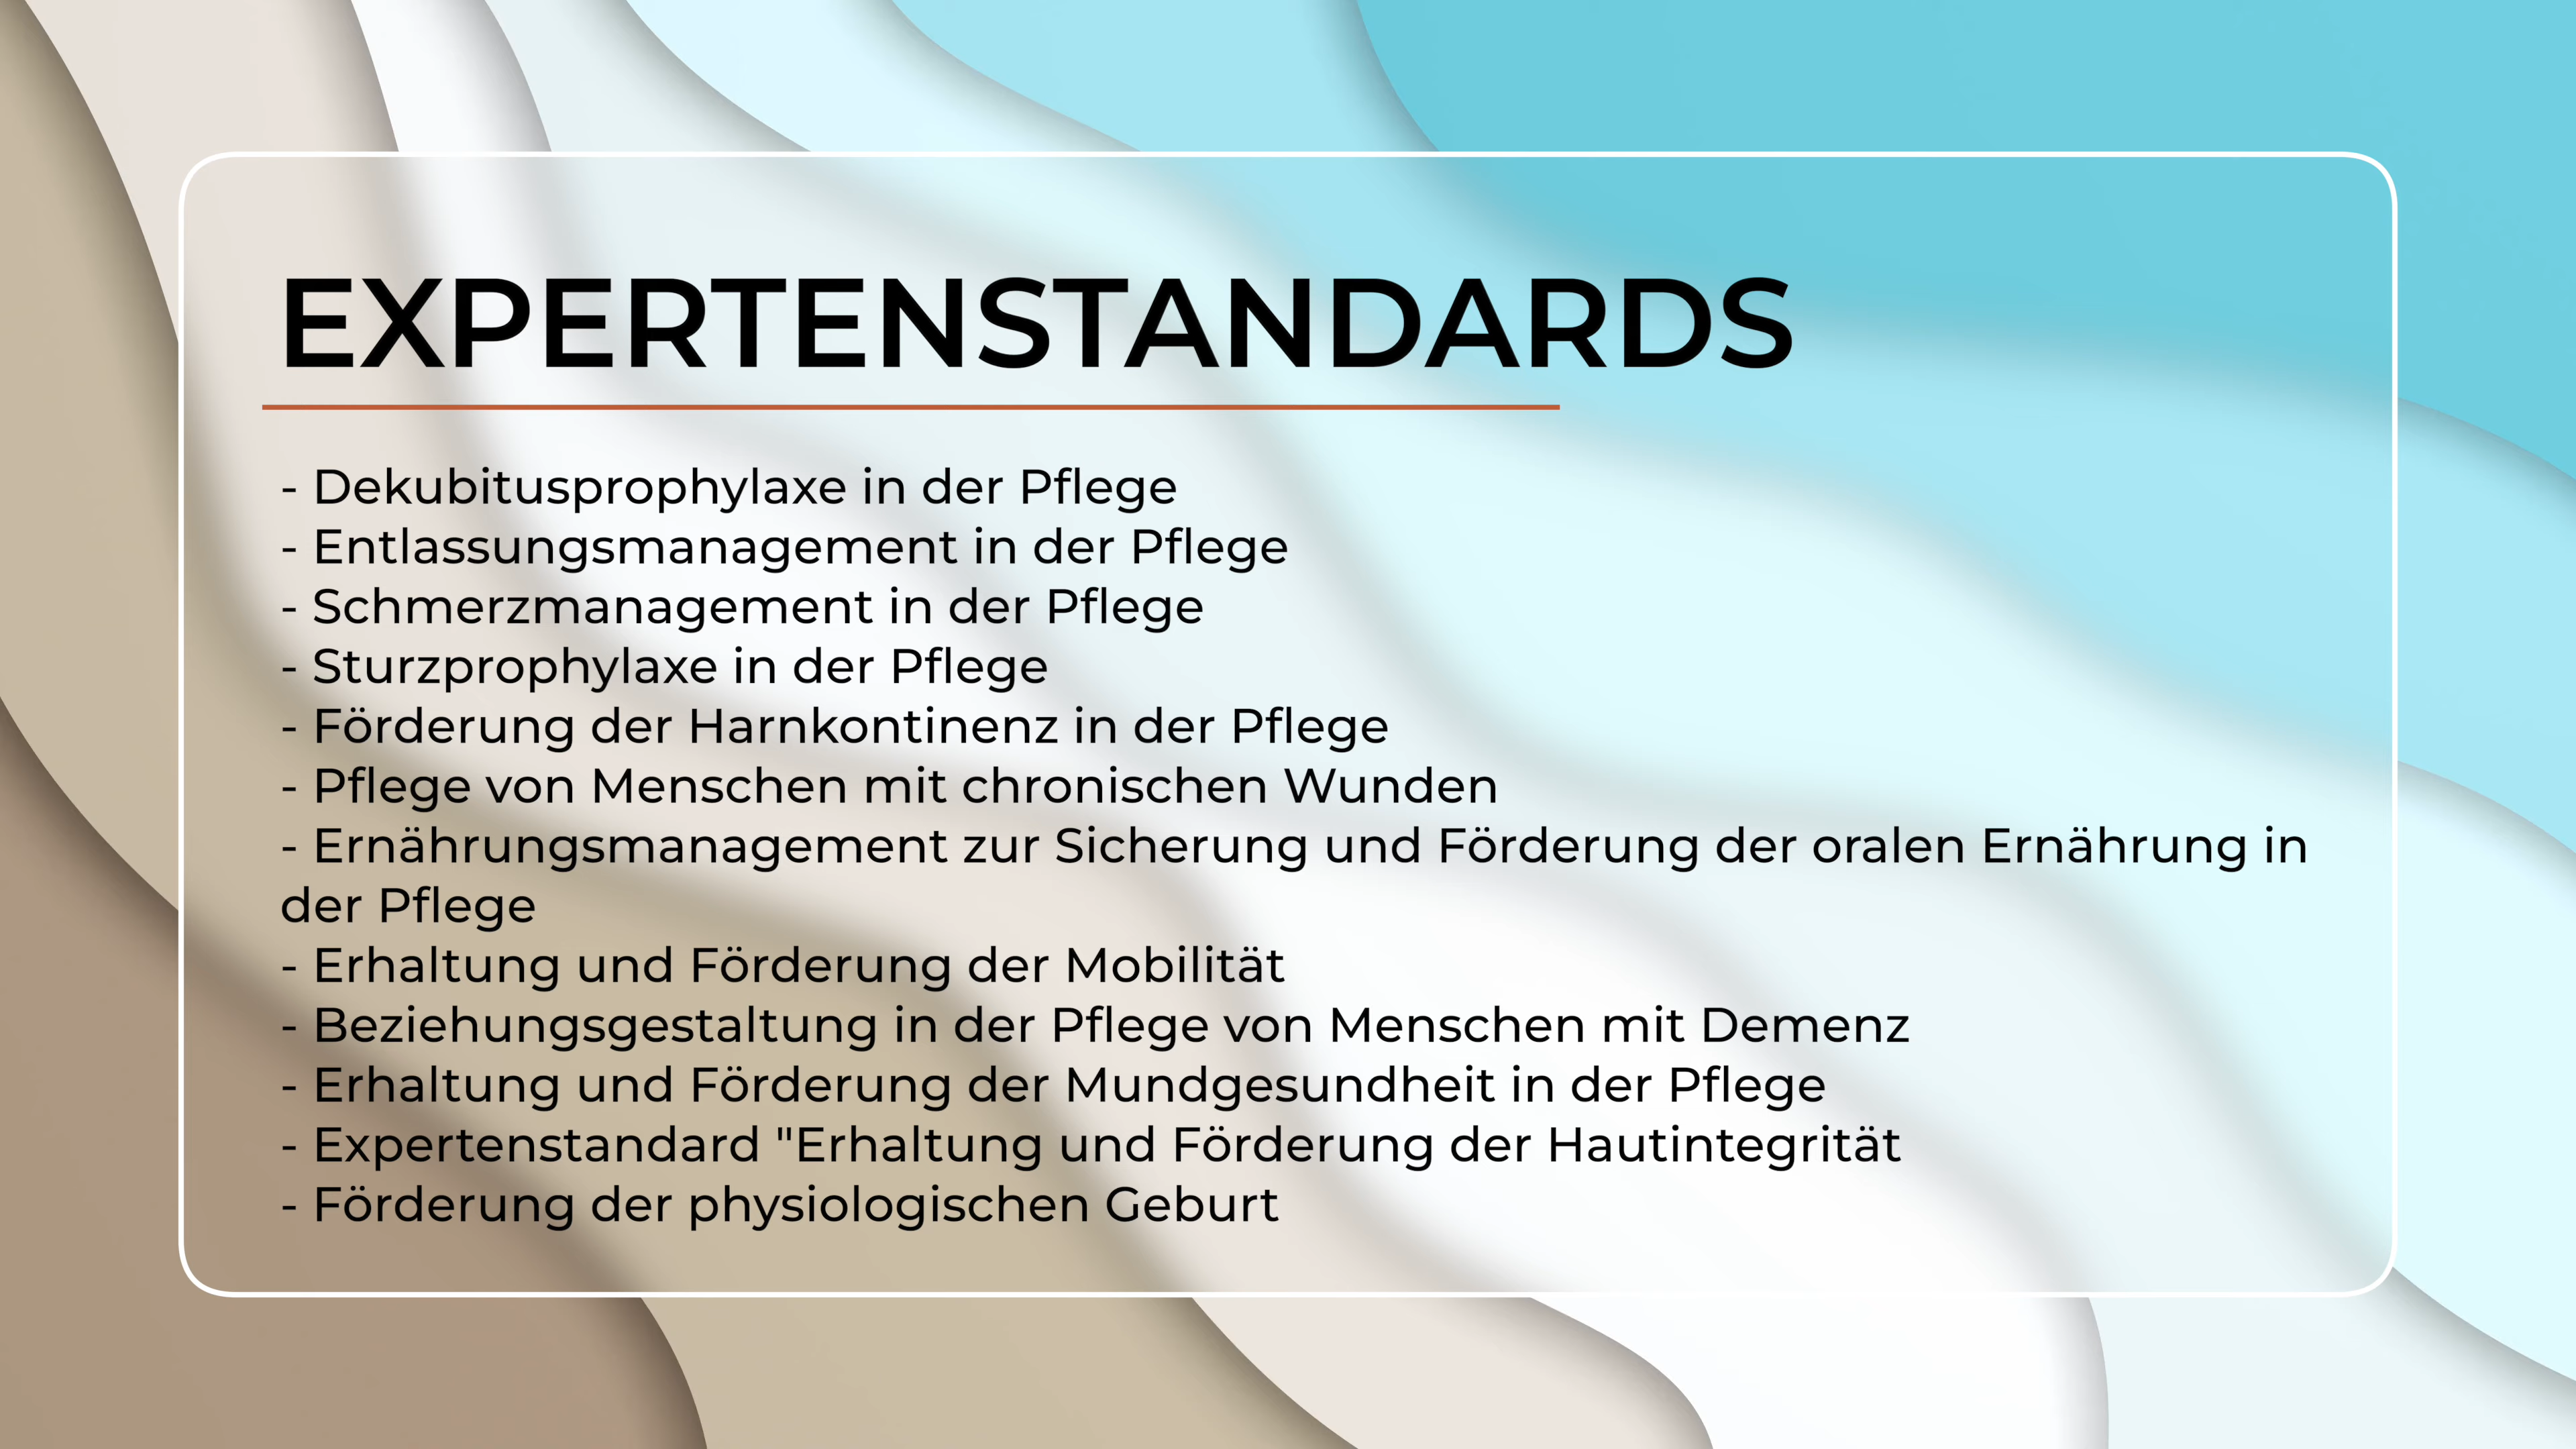 EXPERTENSTANDARDS
- Dekubitusprophylaxe in der Pflege
- Entlassungsmanagement in der Pflege
- Schmerzmanagement in der Pflege
- Sturzprophylaxe in der Pflege
- Förderung der Harnkontinenz in der Pflege
- Pflege von Menschen mit chronischen Wunden
- Ernährungsmanagement zur Sicherung und Förderung der oralen Ernährung in
der Pflege
- Erhaltung und Förderung der Mobilität
- Beziehungsgestaltung in der Pflege von Menschen mit Demenz
- Erhaltung und Förderung der Mundgesundheit in der Pflege
- Expertenstandard "Erhaltung und Förderung der Hautintegrität
- Förderung der physiologischen Geburt